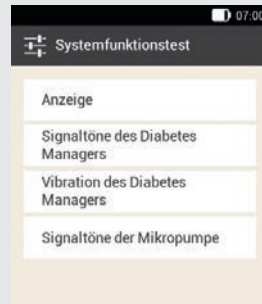 07:00
Systemfunktionstest
Anzeige
Signaltöne des Diabetes
Managers
Vibration des Diabetes
Managers
Signaltöne der Mikropumpe